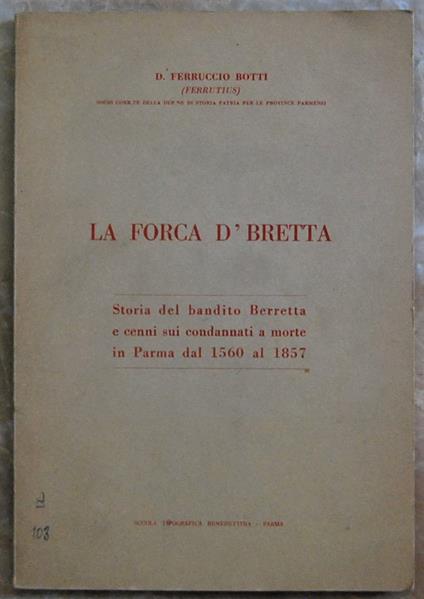 D. FERRUCCIO BOTTI
(FERRUTIUS)
SOCIO CORR.TE DELLA DEP.NE DI STORIA PATRIA PER LE PROVINCE PARMENSI
LA FORCA D' BRETTA
Storia del bandito Berretta
e cenni sui condannati a morte
in Parma dal 1560 al 1857
103
SCUOLA TIPOGRAFICA BENEDETTINA - PARMA